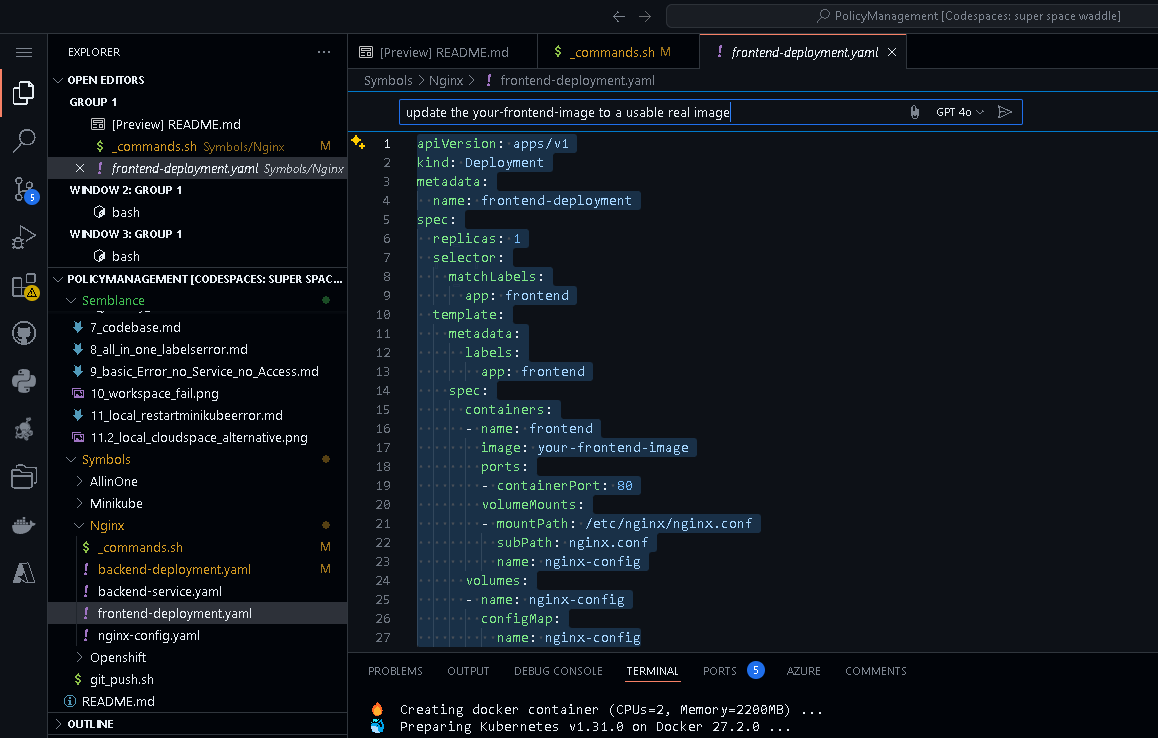 PolicyManagement [Codespaces: super space waddle]
EXPLORER
OPEN EDITORS
GROUP 1
[Preview] README.md
$ _commands.sh Symbols/Nginx M
! frontend-deployment.yaml Symbols/Nginx
WINDOW 2: GROUP 1
bash
WINDOW 3: GROUP 1
bash
POLICYMANAGEMENT [CODESPACES: SUPER SPAC...
Semblance
7_codebase.md
8_all_in_one_labelserror.md
9_basic_Error_no_Service_no_Access.md
10_workspace_fail.png
11_local_restartminikubeerror.md
11.2_local_cloudspace_alternative.png
Symbols
AllinOne
Minikube
Nginx
$ _commands.sh M
! backend-deployment.yaml M
! backend-service.yaml
! frontend-deployment.yaml
! nginx-config.yaml
Openshift
$ git_push.sh
README.md
OUTLINE
5
[Preview] README.md
$ _commands.sh M
! frontend-deployment.yaml
Symbols > Nginx > ! frontend-deployment.yaml
update the your-frontend-image to a usable real image GPT 4o
1 apiVersion: apps/v1
2 kind: Deployment
3 metadata:
4 name: frontend-deployment
5 spec:
6 replicas: 1
7 selector:
8 matchLabels:
9 app: frontend
10 template:
11 metadata:
12 labels:
13 app: frontend
14 spec:
15 containers:
16 - name: frontend
17 image: your-frontend-image
18 ports:
19 - containerPort: 80
20 volumeMounts:
21 - mountPath: /etc/nginx/nginx.conf
22 subPath: nginx.conf
23 name: nginx-config
24 volumes:
25 - name: nginx-config
26 configMap:
27 name: nginx-config
PROBLEMS OUTPUT DEBUG CONSOLE TERMINAL PORTS 5 AZURE COMMENTS
Creating docker container (CPUs=2, Memory=2200MB) ...
Preparing Kubernetes v1.31.0 on Docker 27.2.0 ...